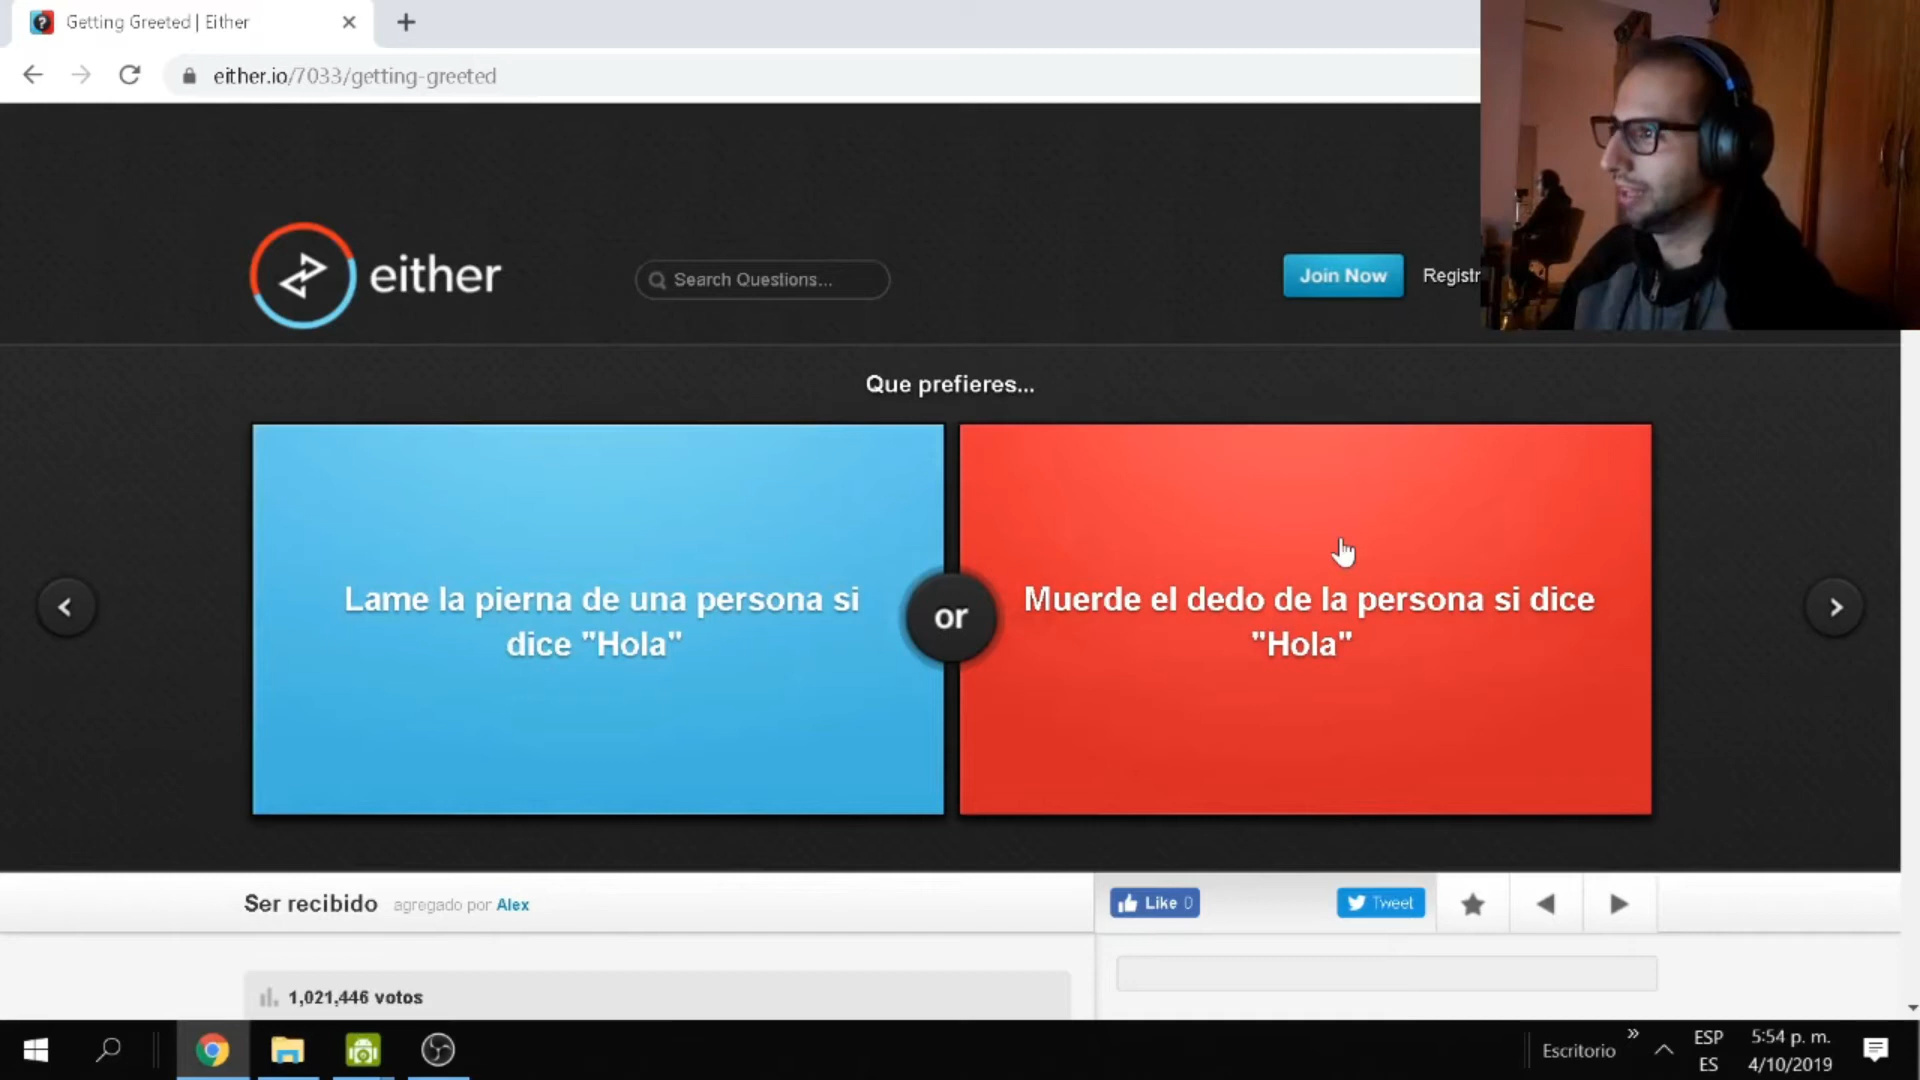 Getting Greeted | Either
either.io/7033/getting-greeted
either
Search Questions...
Join Now
Registr
Que prefieres...
Lame la pierna de una persona si
dice "Hola"
or
Muerde el dedo de la persona si dice
"Hola"
Ser recibido agregado por Alex
Like 0
Tweet
1,021,446 votos
Escritorio
ESP
ES
5:54 p. m.
4/10/2019